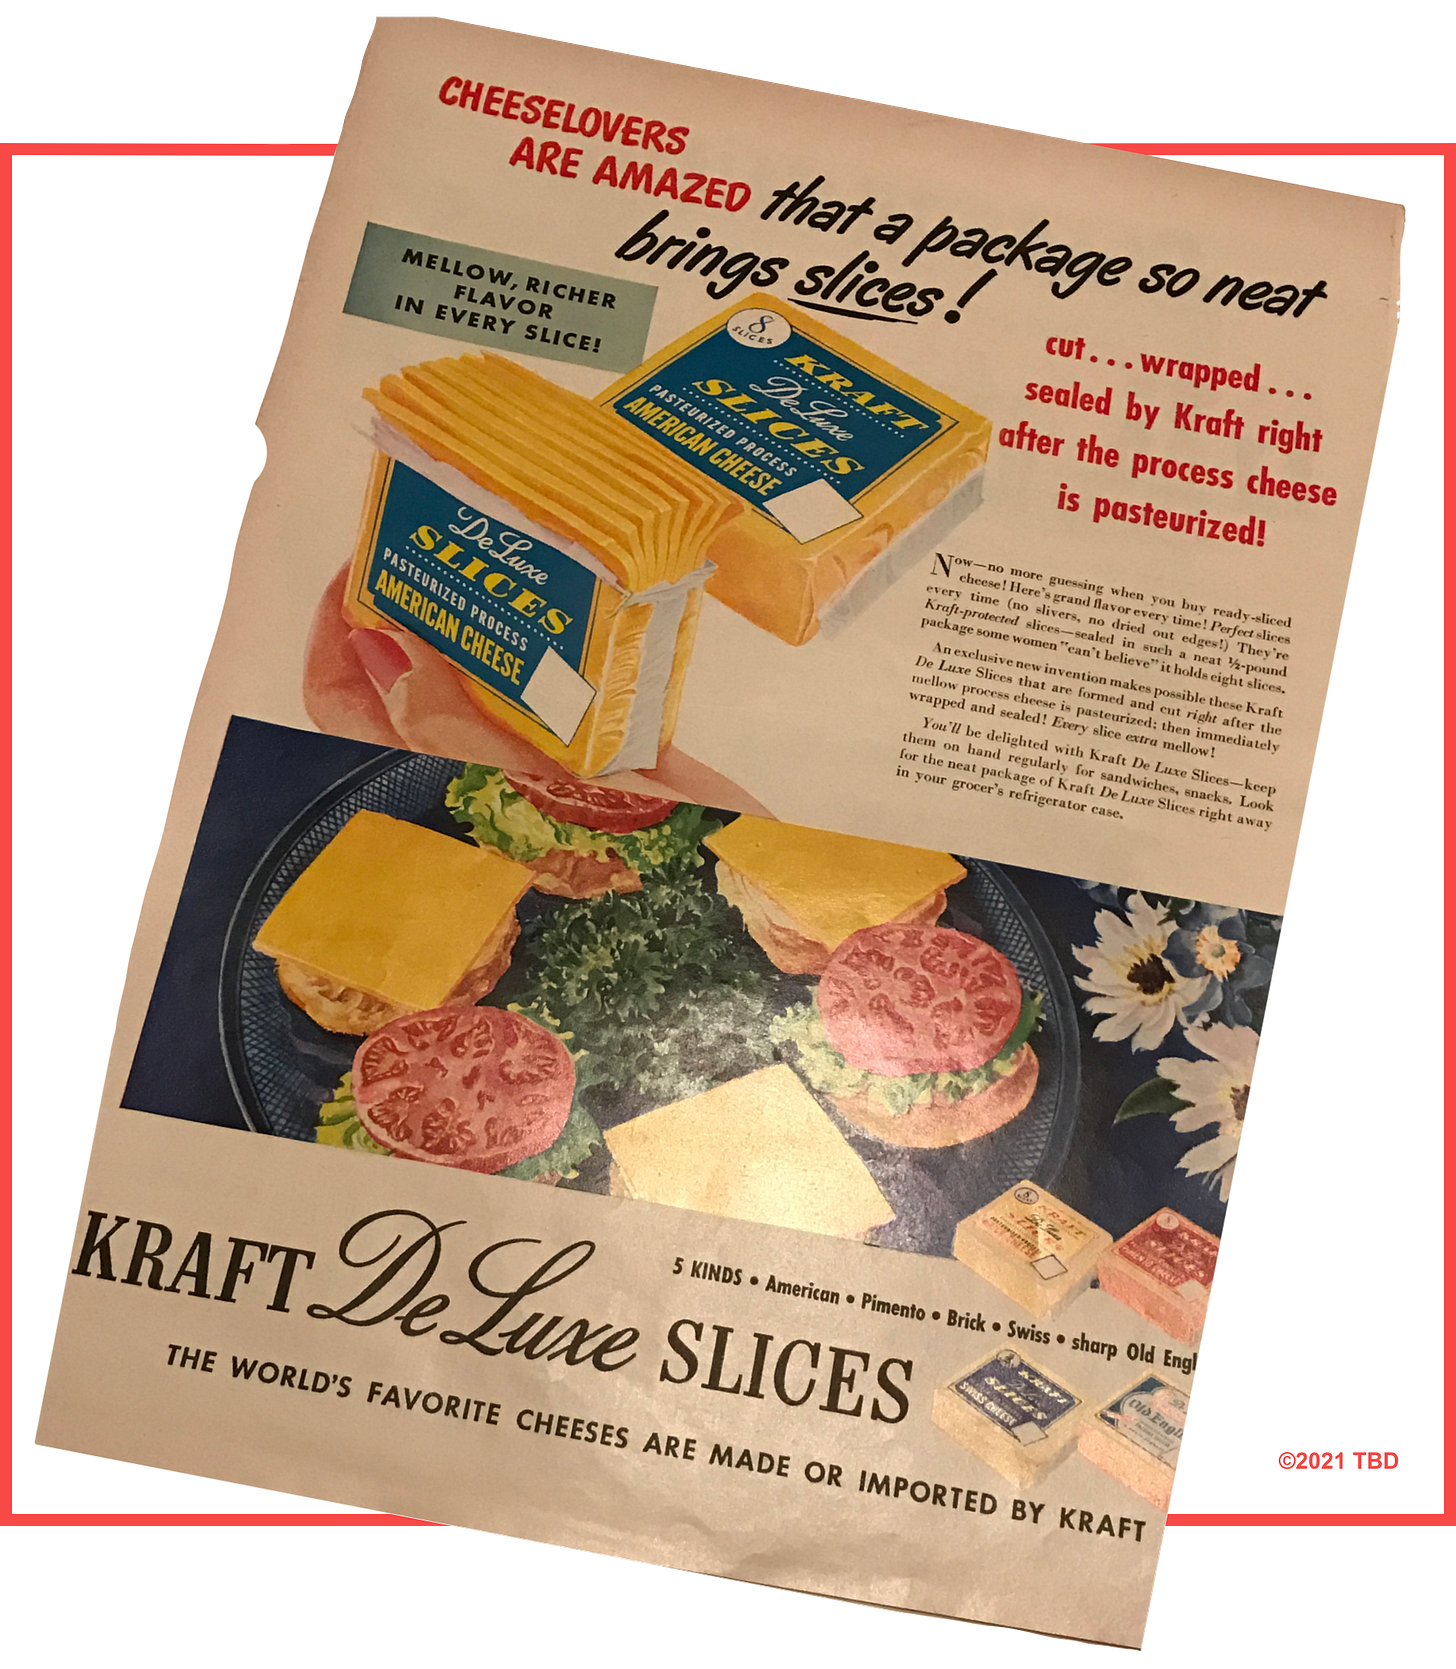 CHEESELOVERS
ARE AMAZED that a package so neat
brings slices!
MELLOW, RICHER
FLAVOR
IN EVERY SLICE!
8
SLICES
KRAFT
De Luxe
SLICES
PASTEURIZED PROCESS
AMERICAN CHEESE
De Luxe
SLICES
PASTEURIZED PROCESS
AMERICAN CHEESE
cut...wrapped...
sealed by Kraft right
after the process cheese
is pasteurized!
Now—no more guessing when you buy ready-sliced
cheese! Here's grand flavor every time! Perfect slices
every time (no slivers, no dried out edges!) They're
Kraft-protected slices—sealed in such a neat ½-pound
package some women "can't believe" it holds eight slices.
An exclusive new invention makes possible these Kraft
De Luxe Slices that are formed and cut right after the
mellow process cheese is pasteurized; then immediately
wrapped and sealed! Every slice extra mellow!
You'll be delighted with Kraft De Luxe Slices—keep
them on hand regularly for sandwiches, snacks. Look
for the neat package of Kraft De Luxe Slices right away
in your grocer's refrigerator case.
KRAFT De Luxe SLICES
5 KINDS • American • Pimento • Brick • Swiss • sharp Old Engl
KRAFT
SLICES
SWISS CHEESE
Old Engl
THE WORLD'S FAVORITE CHEESES ARE MADE OR IMPORTED BY KRAFT
©2021 TBD